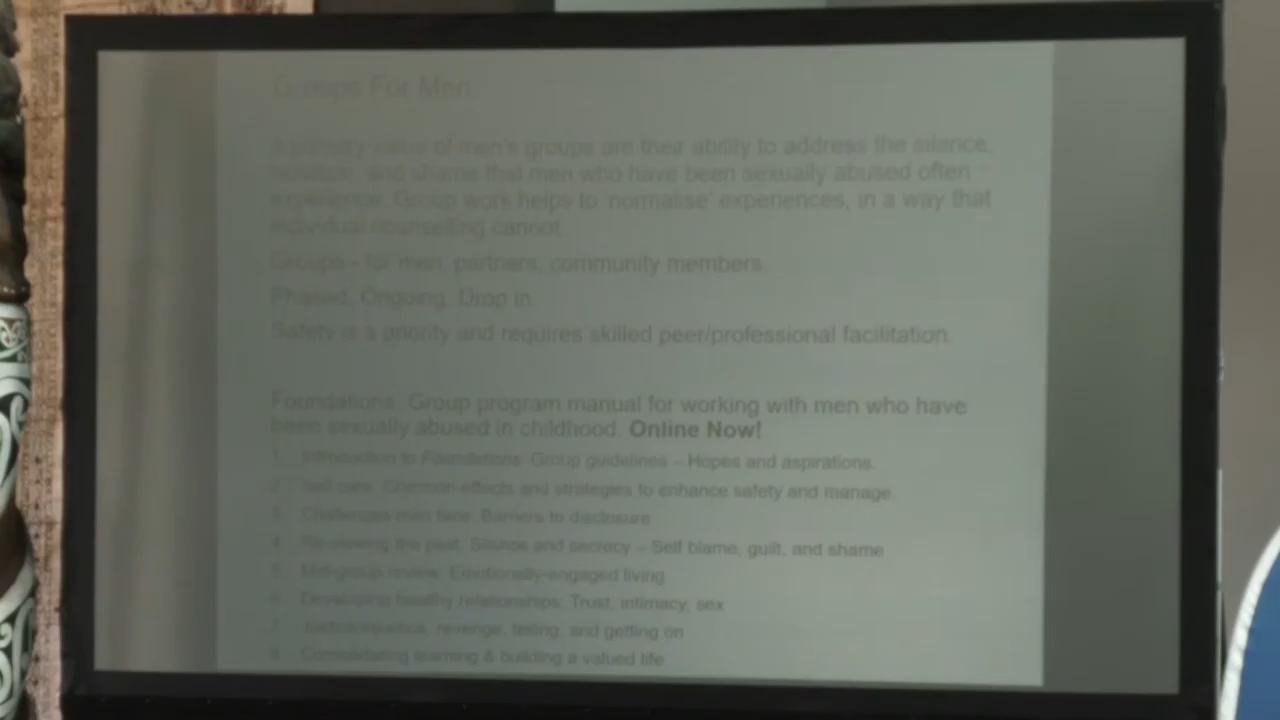 Groups For Men
A primary value of men's groups are their ability to address the silence,
isolation, and shame that men who have been sexually abused often
experience. Group work helps to 'normalise' experiences, in a way that
individual counselling cannot.
Groups - for men, partners, community members.
Phased, Ongoing, Drop in.
Safety is a priority and requires skilled peer/professional facilitation.
Foundations: Group program manual for working with men who have
been sexually abused in childhood. Online Now!
1. Introduction to Foundations: Group guidelines – Hopes and aspirations.
2. Self care: Common effects and strategies to enhance safety and manage.
3. Challenges men face: Barriers to disclosure
4. Reviewing the past: Silence and secrecy – Self blame, guilt, and shame
5. Mid-group review: Emotionally-engaged living
6. Developing healthy relationships: Trust, intimacy, sex
7. Justice/injustice, revenge, telling, and getting on
8. Consolidating learning & building a valued life